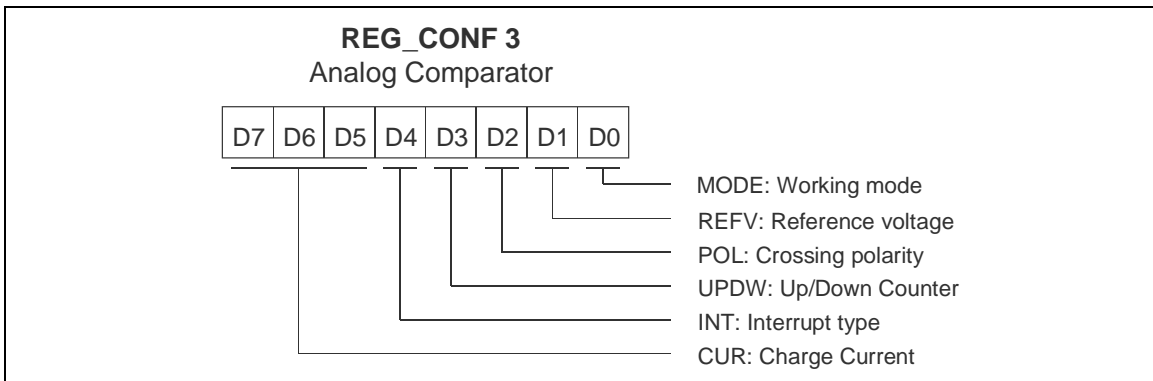 REG_CONF 3
Analog Comparator
D7 D6 D5 D4 D3 D2 D1 D0
MODE: Working mode
REFV: Reference voltage
POL: Crossing polarity
UPDW: Up/Down Counter
INT: Interrupt type
CUR: Charge Current